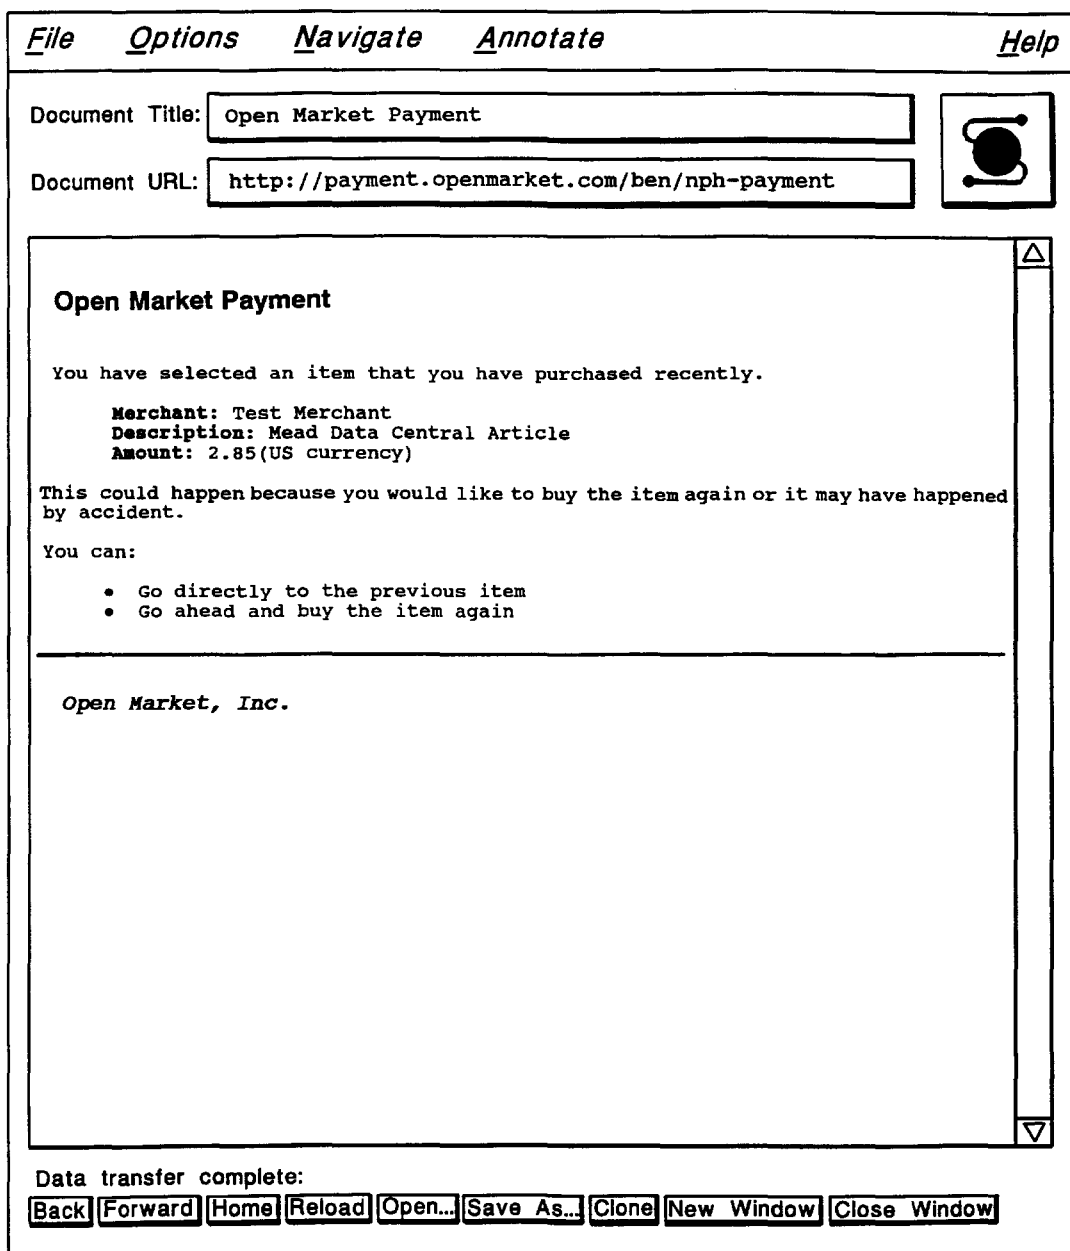 File Options Navigate Annotate Help
Document Title: Open Market Payment
Document URL: http://payment.openmarket.com/ben/nph-payment
Open Market Payment
You have selected an item that you have purchased recently.
Merchant: Test Merchant
Description: Mead Data Central Article
Amount: 2.85(US currency)
This could happen because you would like to buy the item again or it may have happened
by accident.
You can:
• Go directly to the previous item
• Go ahead and buy the item again
Open Market, Inc.
Data transfer complete:
Back Forward Home Reload Open... Save As... Clone New Window Close Window